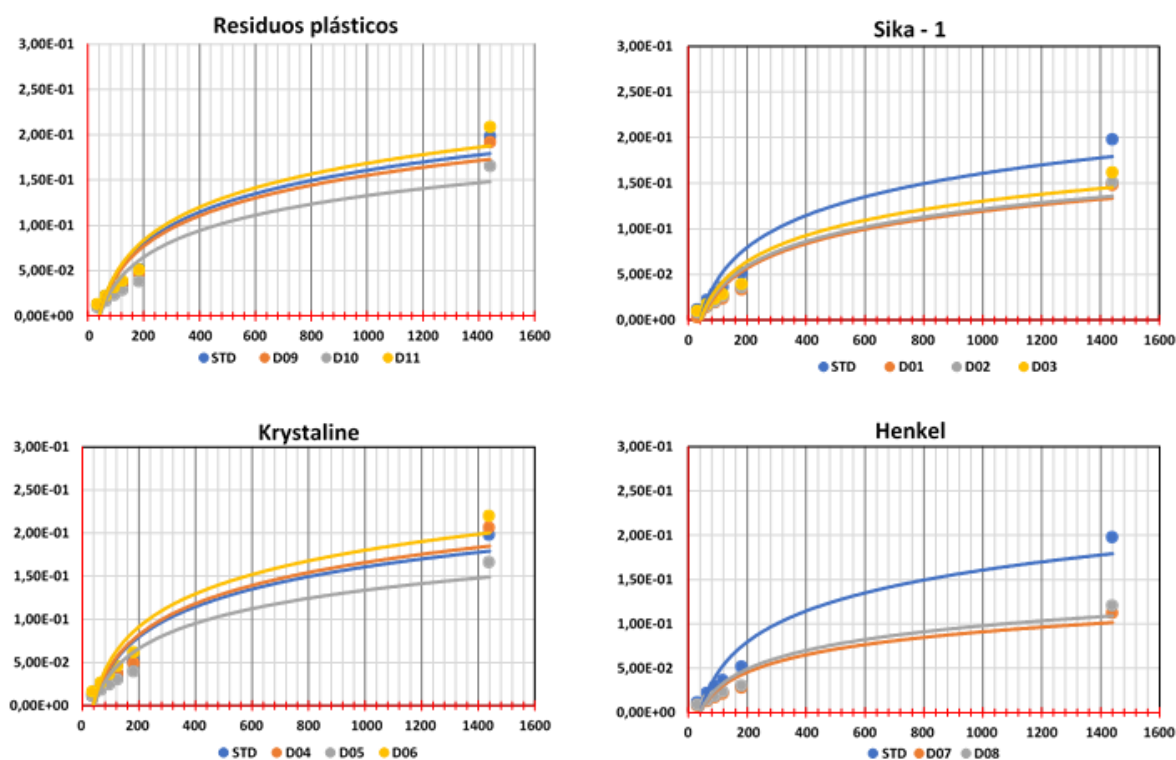 Residuos plásticos
3,00E-01
2,50E-01
2,00E-01
1,50E-01
1,00E-01
5,00E-02
0,00E+00
0 200 400 600 800 1000 1200 1400 1600
STD D09 D10 D11
Sika - 1
3,00E-01
2,50E-01
2,00E-01
1,50E-01
1,00E-01
5,00E-02
0,00E+00
0 200 400 600 800 1000 1200 1400 1600
STD D01 D02 D03
Krystaline
3,00E-01
2,50E-01
2,00E-01
1,50E-01
1,00E-01
5,00E-02
0,00E+00
0 200 400 600 800 1000 1200 1400 1600
STD D04 D05 D06
Henkel
3,00E-01
2,50E-01
2,00E-01
1,50E-01
1,00E-01
5,00E-02
0,00E+00
0 200 400 600 800 1000 1200 1400 1600
STD D07 D08